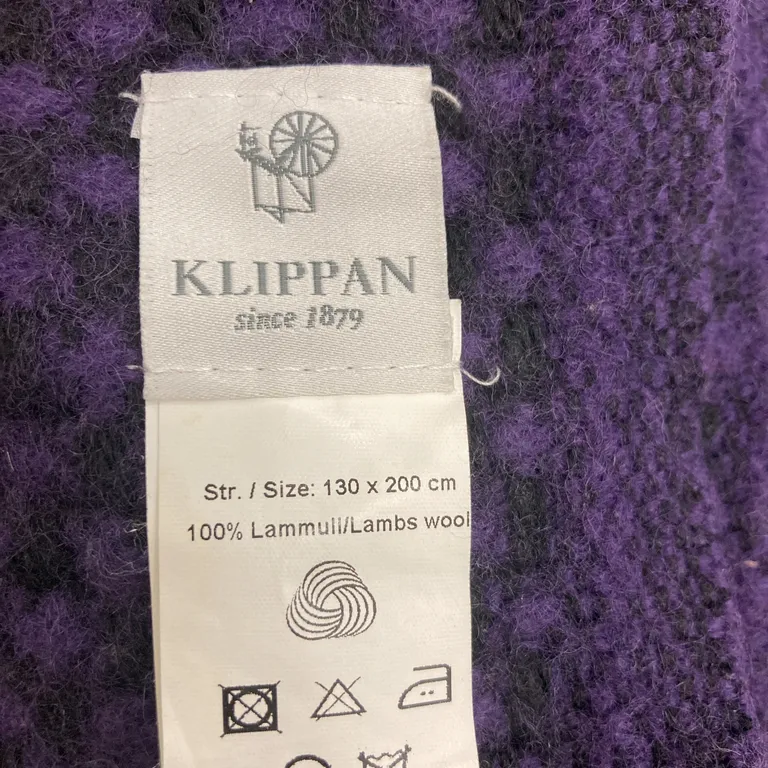 KLIPPAN
since 1879
Str. / Size: 130 x 200 cm
100% Lammull/Lambs wool